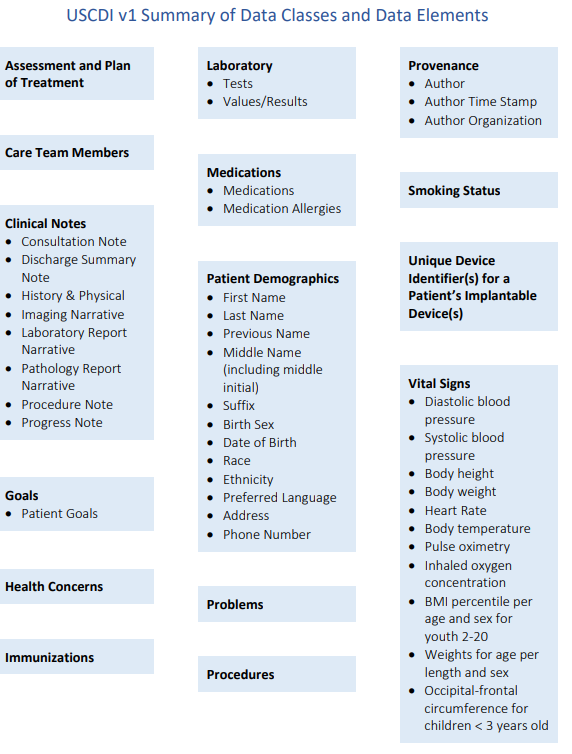 USCDI v1 Summary of Data Classes and Data Elements
Assessment and Plan
of Treatment
Care Team Members
Clinical Notes
• Consultation Note
• Discharge Summary
Note
• History & Physical
• Imaging Narrative
• Laboratory Report
Narrative
• Pathology Report
Narrative
• Procedure Note
• Progress Note
Goals
• Patient Goals
Health Concerns
Immunizations
Laboratory
• Tests
• Values/Results
Medications
• Medications
• Medication Allergies
Patient Demographics
• First Name
• Last Name
• Previous Name
• Middle Name
(including middle
initial)
• Suffix
• Birth Sex
• Date of Birth
• Race
• Ethnicity
• Preferred Language
• Address
• Phone Number
Problems
Procedures
Provenance
• Author
• Author Time Stamp
• Author Organization
Smoking Status
Unique Device
Identifier(s) for a
Patient's Implantable
Device(s)
Vital Signs
• Diastolic blood
pressure
• Systolic blood
pressure
• Body height
• Body weight
• Heart Rate
• Body temperature
• Pulse oximetry
• Inhaled oxygen
concentration
• BMI percentile per
age and sex for
youth 2-20
• Weights for age per
length and sex
• Occipital-frontal
circumference for
children < 3 years old